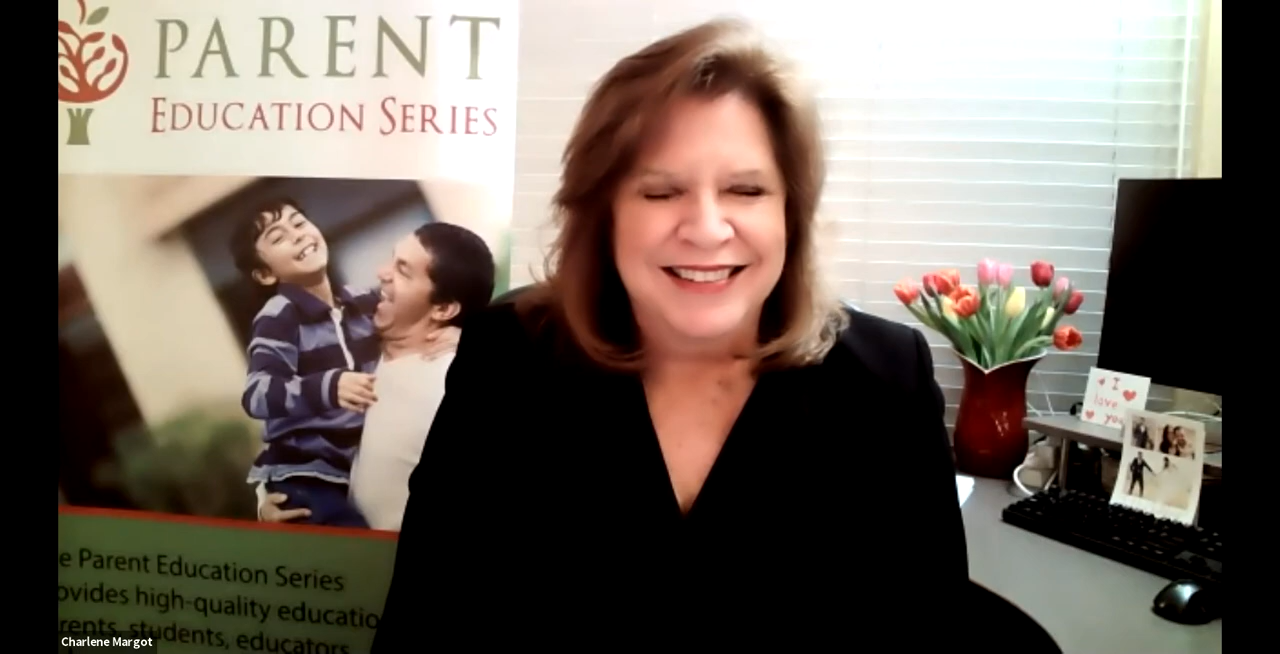 PARENT
EDUCATION SERIES
e Parent Education Series
ovides high-quality educatio
rents, students, educators
I
love
you
Charlene Margot